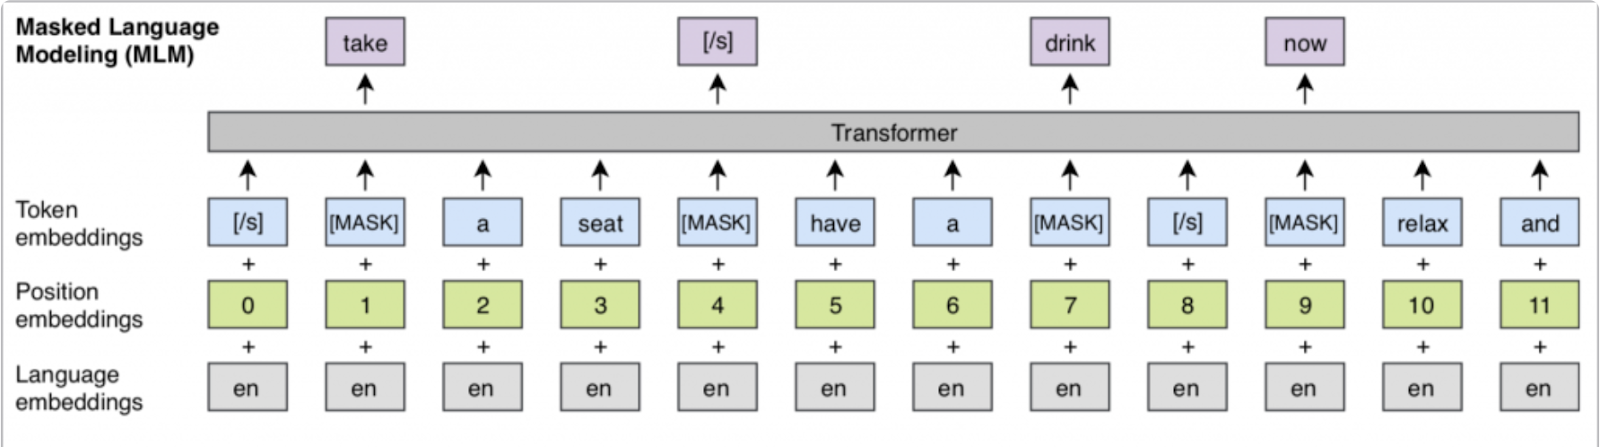 Masked Language
Modeling (MLM)
take [/s] drink now
Transformer
Token
embeddings
[/s] [MASK] a seat [MASK] have a [MASK] [/s] [MASK] relax and
+ + + + + + + + + + + +
Position
embeddings
0 1 2 3 4 5 6 7 8 9 10 11
+ + + + + + + + + + + +
Language
embeddings
en en en en en en en en en en en en